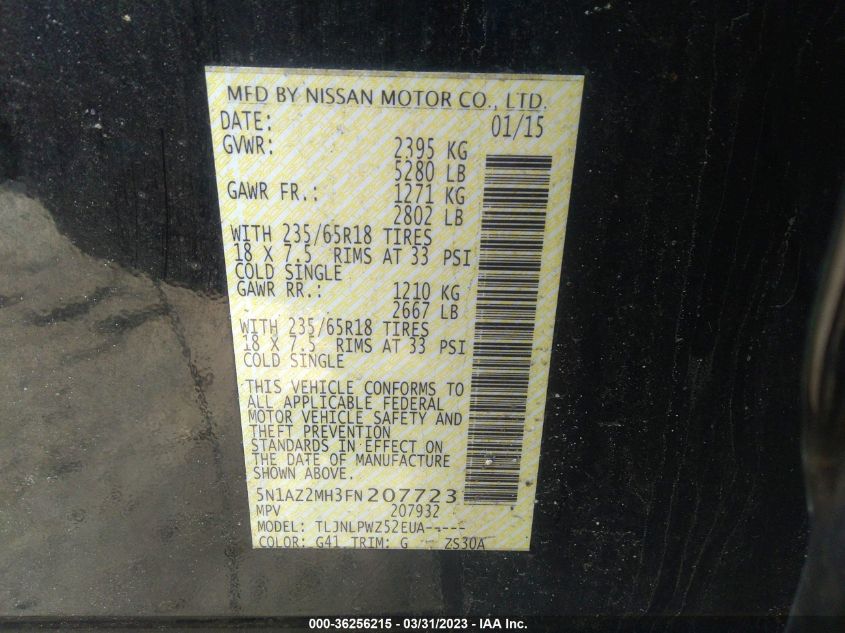 MFD BY NISSAN MOTOR CO., LTD.
DATE: 01/15
GVWR: 2395 KG
5280 LB
GAWR FR.: 1271 KG
2802 LB
WITH 235/65R18 TIRES
18 X 7.5 RIMS AT 33 PSI
COLD SINGLE
GAWR RR.: 1210 KG
2667 LB
WITH 235/65R18 TIRES
18 X 7.5 RIMS AT 33 PSI
COLD SINGLE
THIS VEHICLE CONFORMS TO
ALL APPLICABLE FEDERAL
MOTOR VEHICLE SAFETY AND
THEFT PREVENTION
STANDARDS IN EFFECT ON
THE DATE OF MANUFACTURE
SHOWN ABOVE.
5N1AZ2MH3FN207723
MPV 207932
MODEL: TLJNLPWZ52EUA-----
COLOR: G41 TRIM: G ZS30A
000-36256215 - 03/31/2023 - IAA Inc.